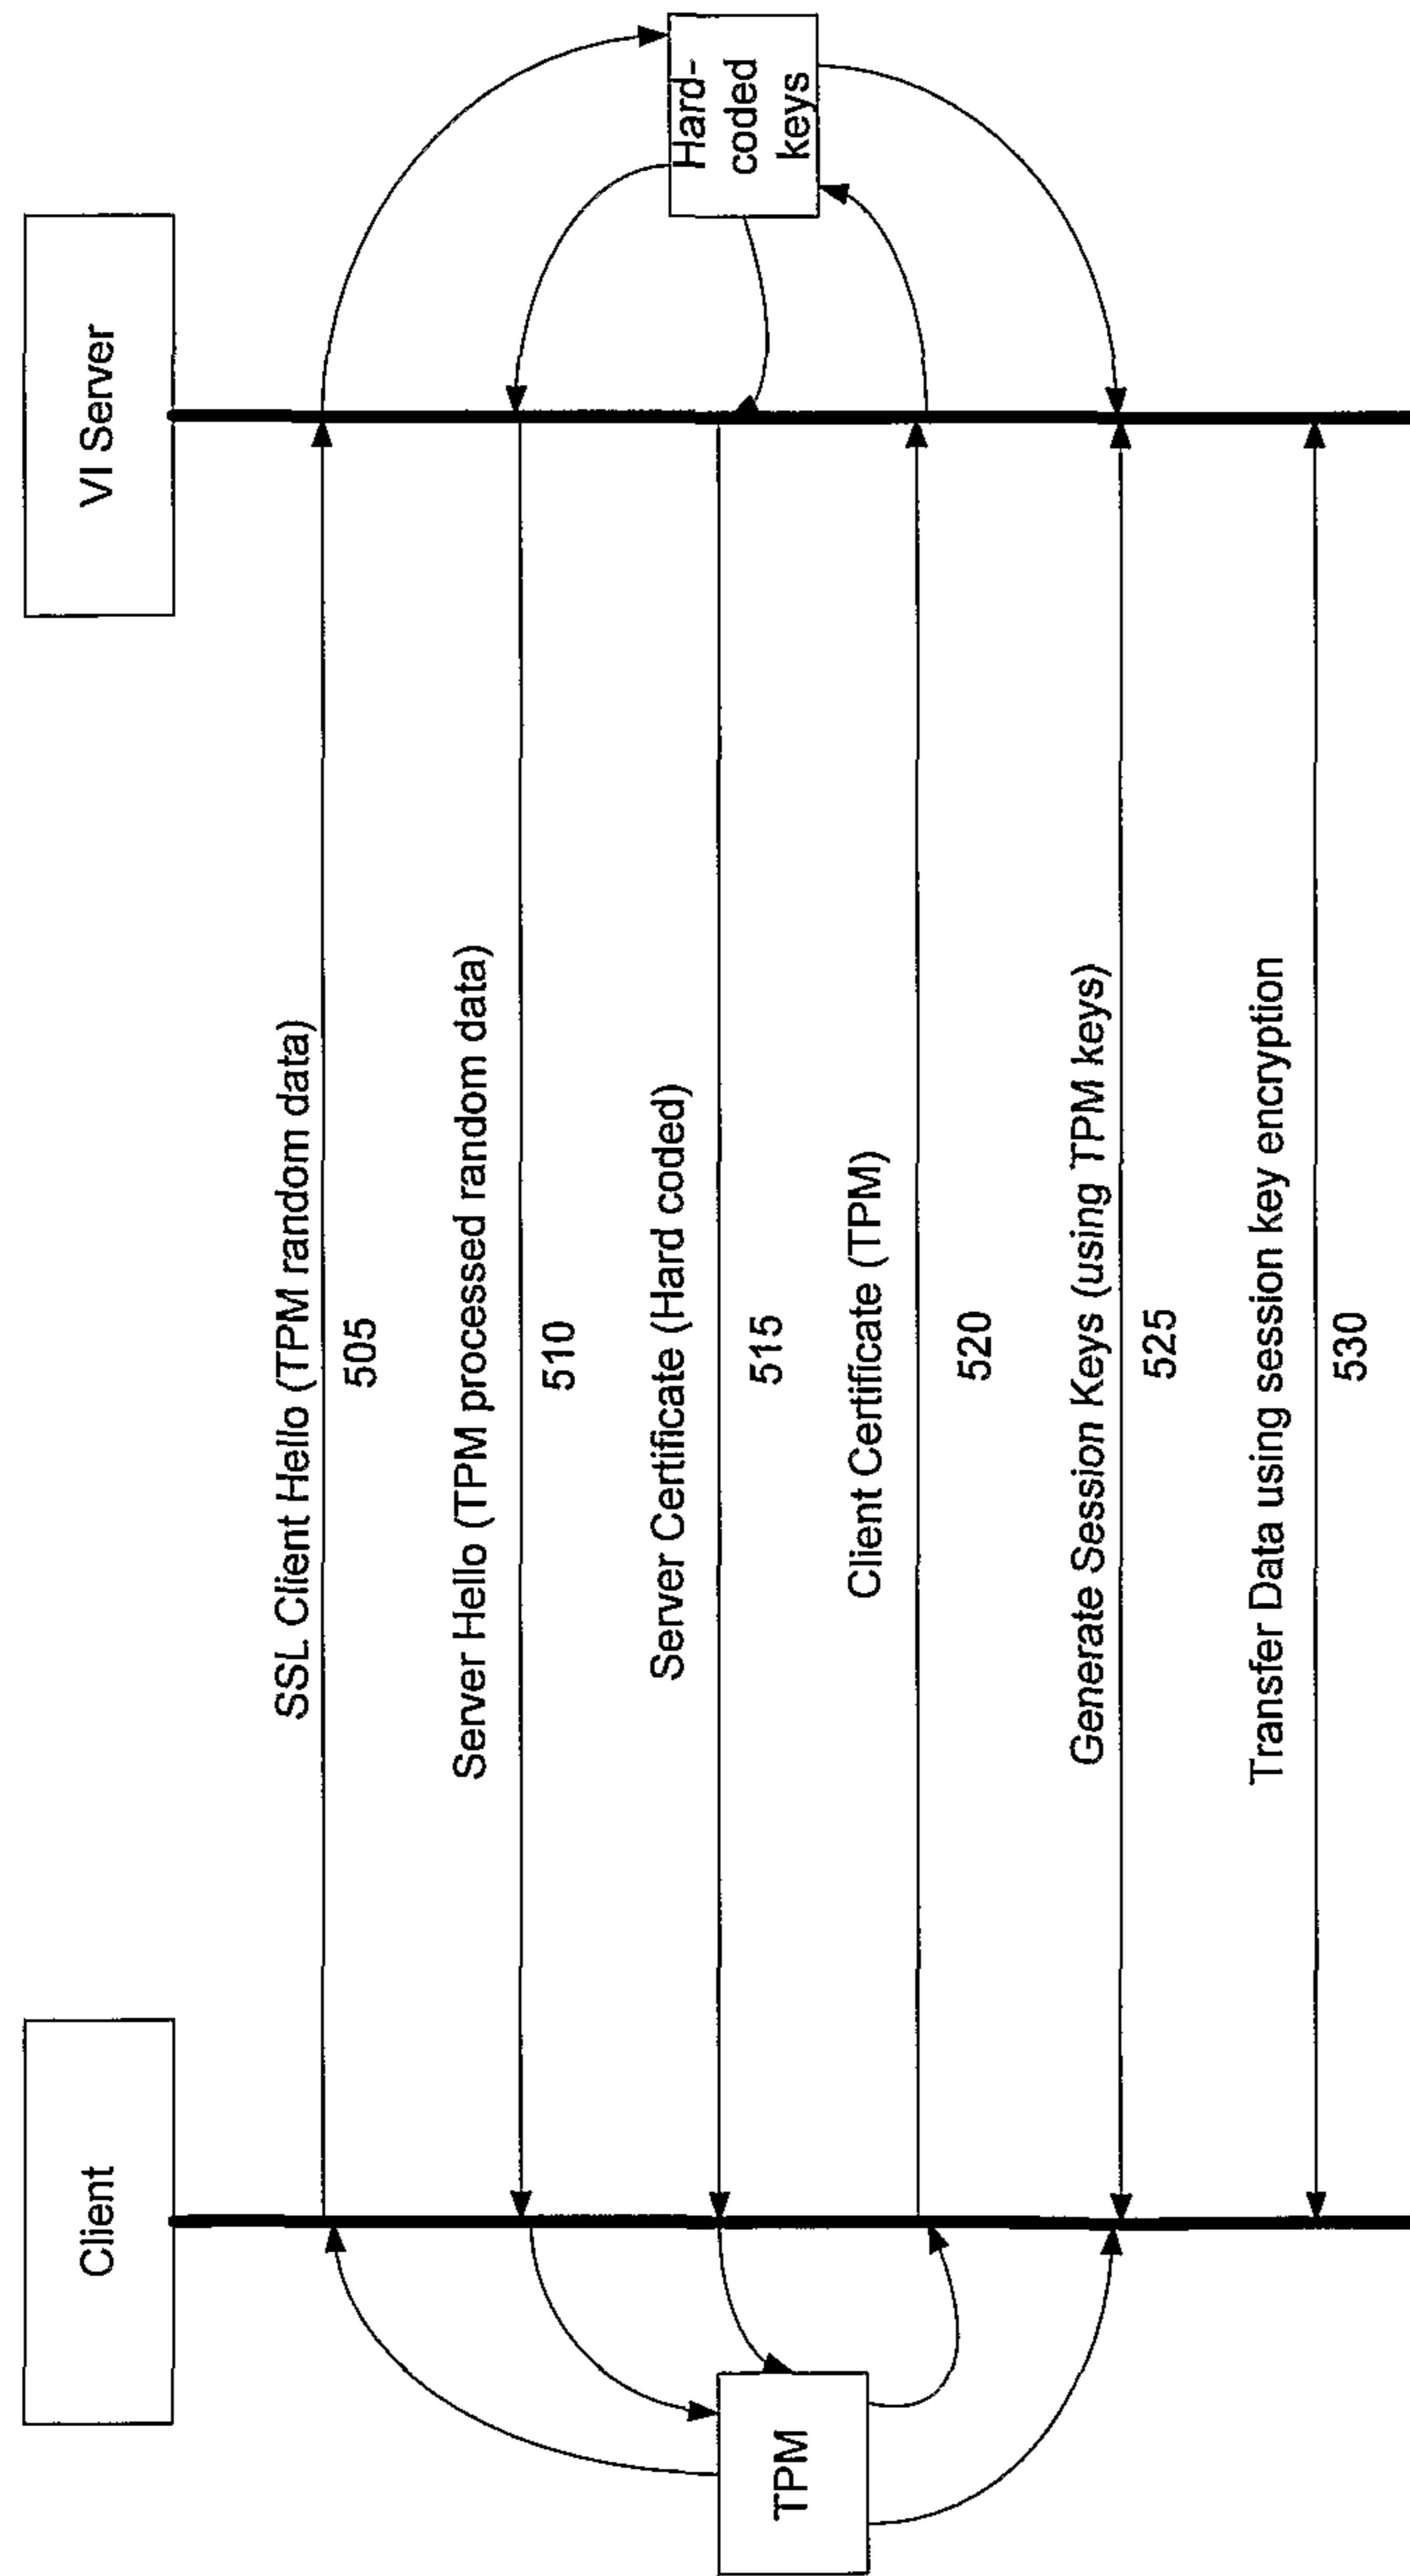 Client
VI Server
SSL Client Hello (TPM random data)
505
Server Hello (TPM processed random data)
510
Server Certificate (Hard coded)
515
Client Certificate (TPM)
520
Generate Session Keys (using TPM keys)
525
Transfer Data using session key encryption
530
TPM
Hard-
coded
keys